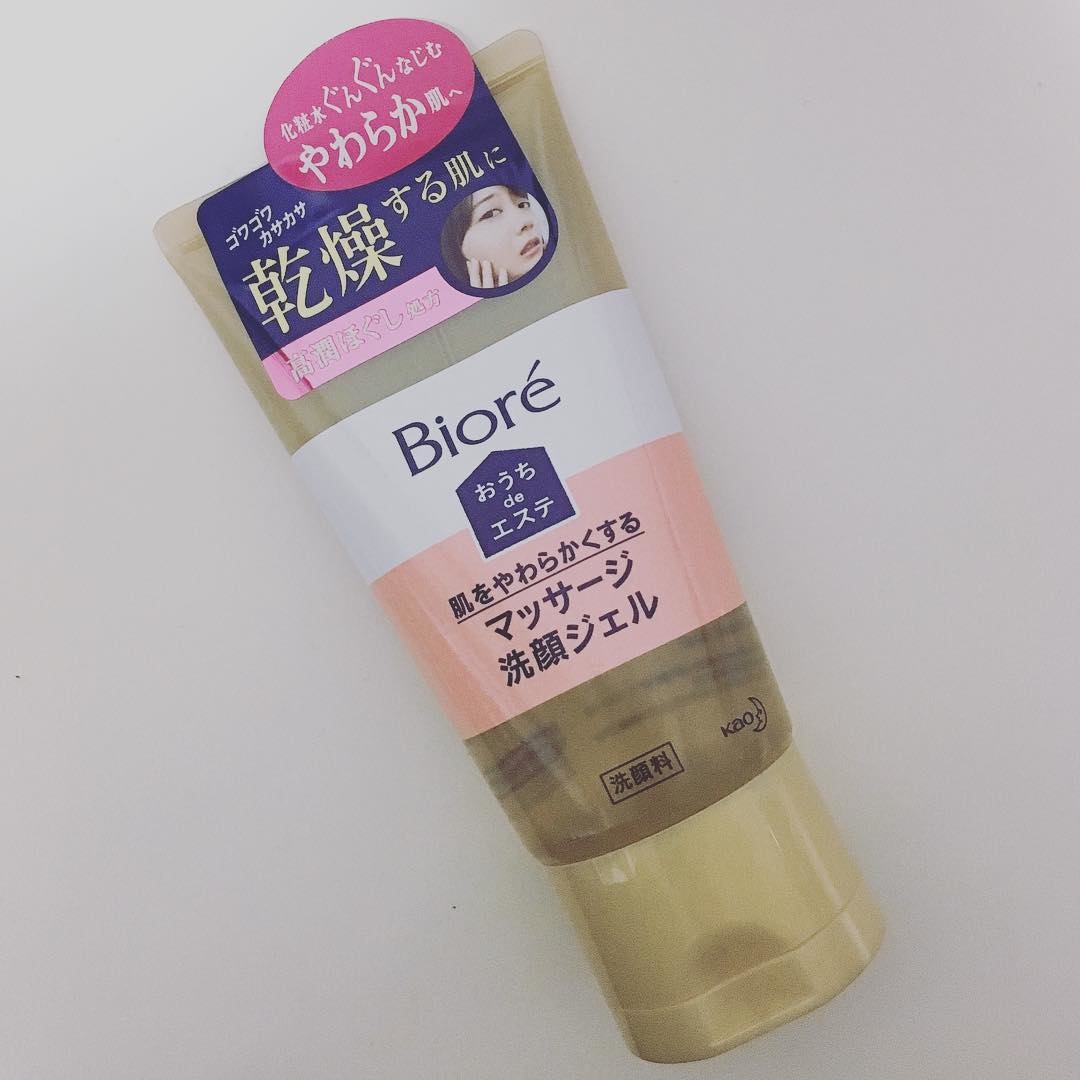 化粧水ぐんぐんなじむ
やわらか肌へ
ゴワゴワ
カサカサ
乾燥する肌に
高潤ほぐし処方
Bioré
おうち
de
エステ
肌をやわらかくする
マッサージ
洗顔ジェル
Kao
洗顔料